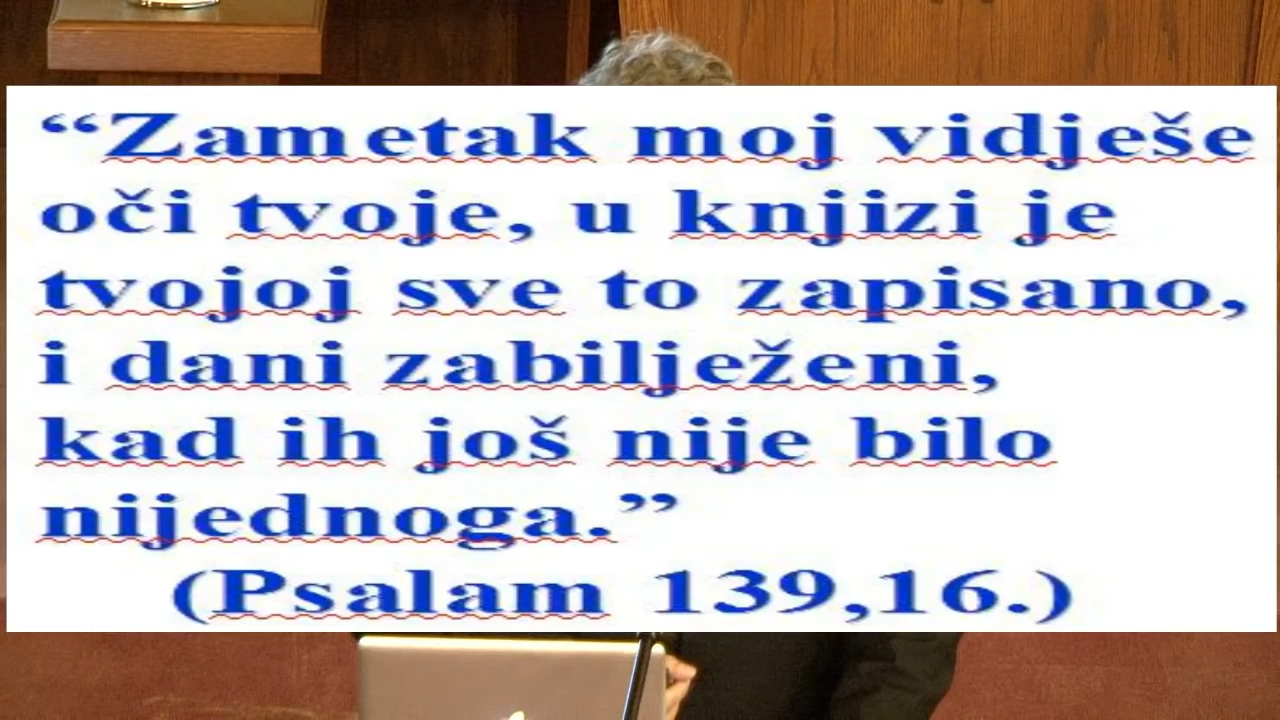 “Zametak moj vidješe
oči tvoje, u knjizi je
tvojoj sve to zapisano,
i dani zabilježeni,
kad ih još nije bilo
nijednoga.”
(Psalam 139,16.)